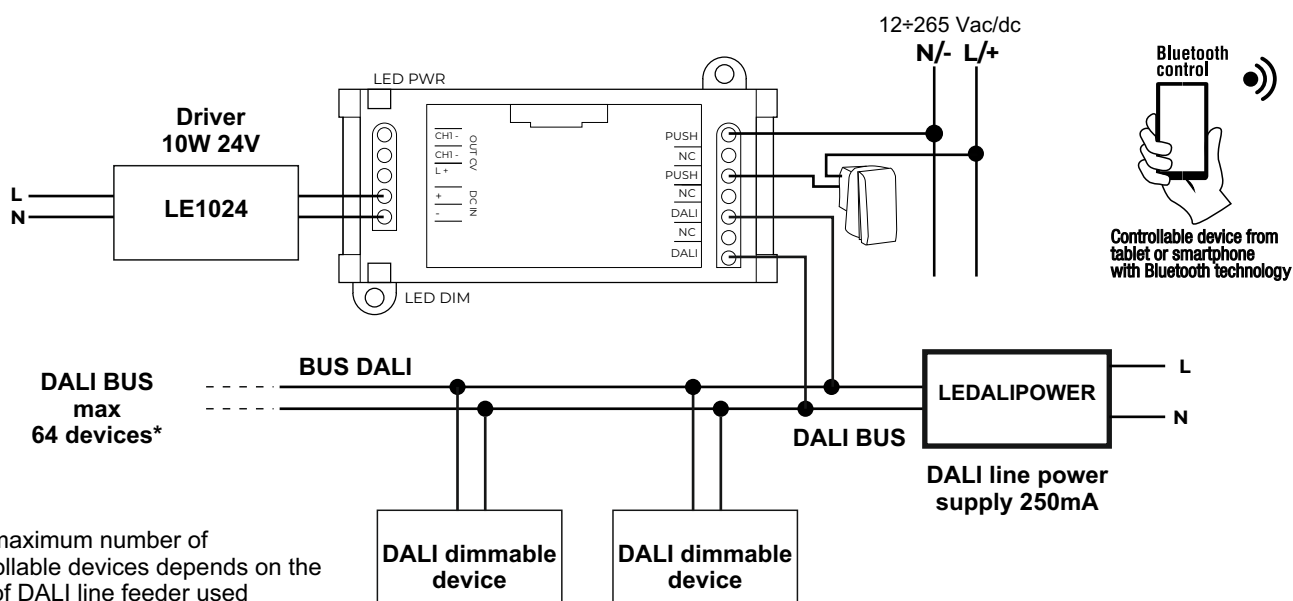 12÷265 Vac/dc
N/- L/+
Bluetooth
control
LED PWR
Driver
10W 24V
LE1024
L
N
CH1 -
CH1 -
L +
+
-
OUT CV
DC IN
PUSH
NC
PUSH
NC
DALI
NC
DALI
LED DIM
Controllable device from
tablet or smartphone
with Bluetooth technology
BUS DALI
DALI BUS
max
64 devices*
DALI BUS
LEDALIPOWER
L
N
DALI line power
supply 250mA
DALI dimmable
device
DALI dimmable
device
maximum number of
ollable devices depends on the
of DALI line feeder used